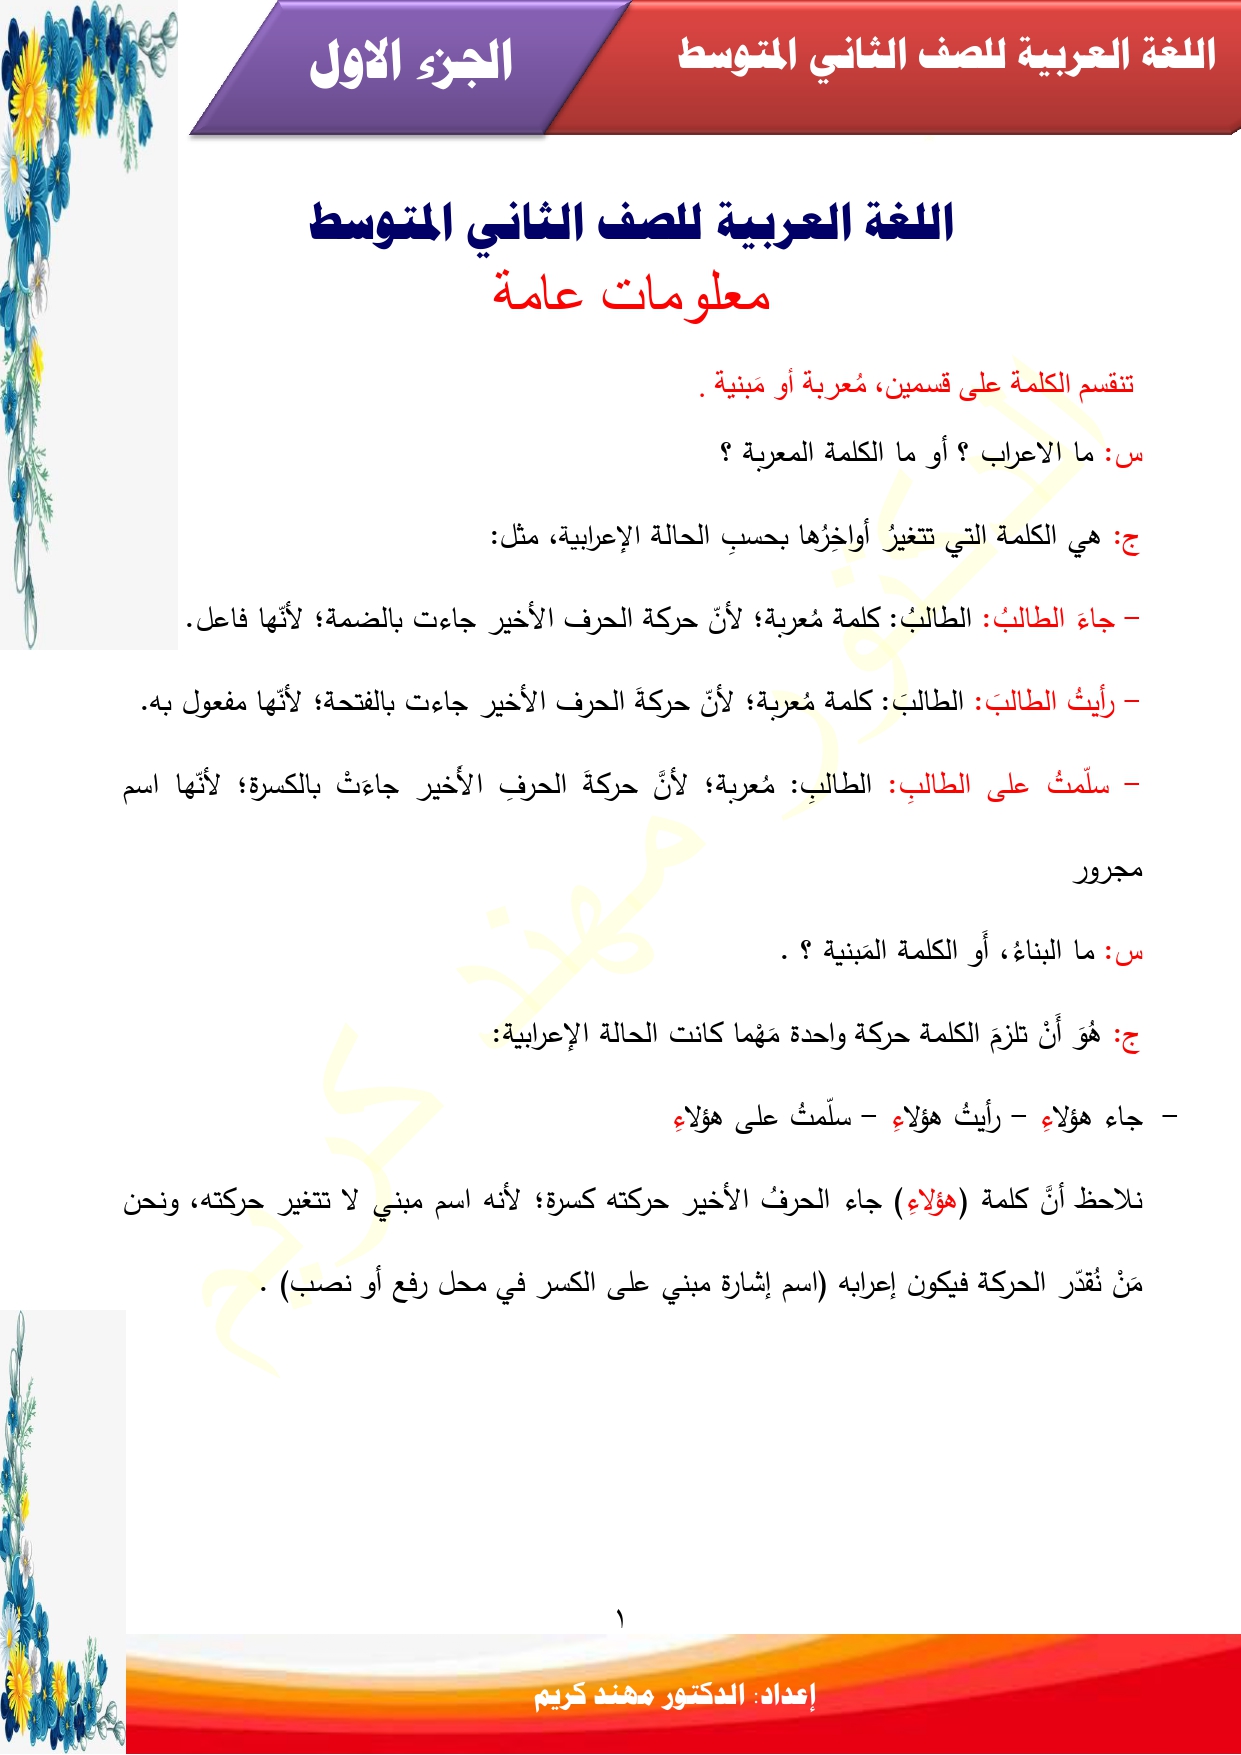 اللغة العربية للصف الثاني المتوسط
الجزء الاول
اللغة العربية للصف الثاني المتوسط
معلومات عامة
تنقسم الكلمة على قسمين، مُعربة أو مَبنية .
س: ما الاعراب ؟ أو ما الكلمة المعربة ؟
ج: هي الكلمة التي تتغيرُ أواخِرُها بحسبِ الحالة الإعرابية، مثل:
- جاءَ الطالبُ: الطالبُ: كلمة مُعربة؛ لأنّ حركة الحرف الأخير جاءت بالضمة؛ لأنّها فاعل.
- رأيتُ الطالبَ: الطالبَ: كلمة مُعربة؛ لأنّ حركةَ الحرف الأخير جاءت بالفتحة؛ لأنّها مفعول به.
- سلّمتُ على الطالبِ: الطالبِ: مُعربة؛ لأنَّ حركةَ الحرفِ الأَخير جاءَتْ بالكسرة؛ لأنّها اسم
مجرور
س: ما البناءُ، أَو الكلمة المَبنية ؟ .
ج: هُوَ أَنْ تلزمَ الكلمة حركة واحدة مَهْما كانت الحالة الإعرابية:
- جاء هؤلاءِ - رأيتُ هؤلاءِ - سلّمتُ على هؤلاءِ
نلاحظ أنَّ كلمة (هؤلاءِ) جاء الحرفُ الأخير حركته كسرة؛ لأنه اسم مبني لا تتغير حركته، ونحن
مَنْ نُقدّر الحركة فيكون إعرابه (اسم إشارة مبني على الكسر في محل رفع أو نصب) .
الدكتور مهند كريم
١
إعداد: الدكتور مهند كريم